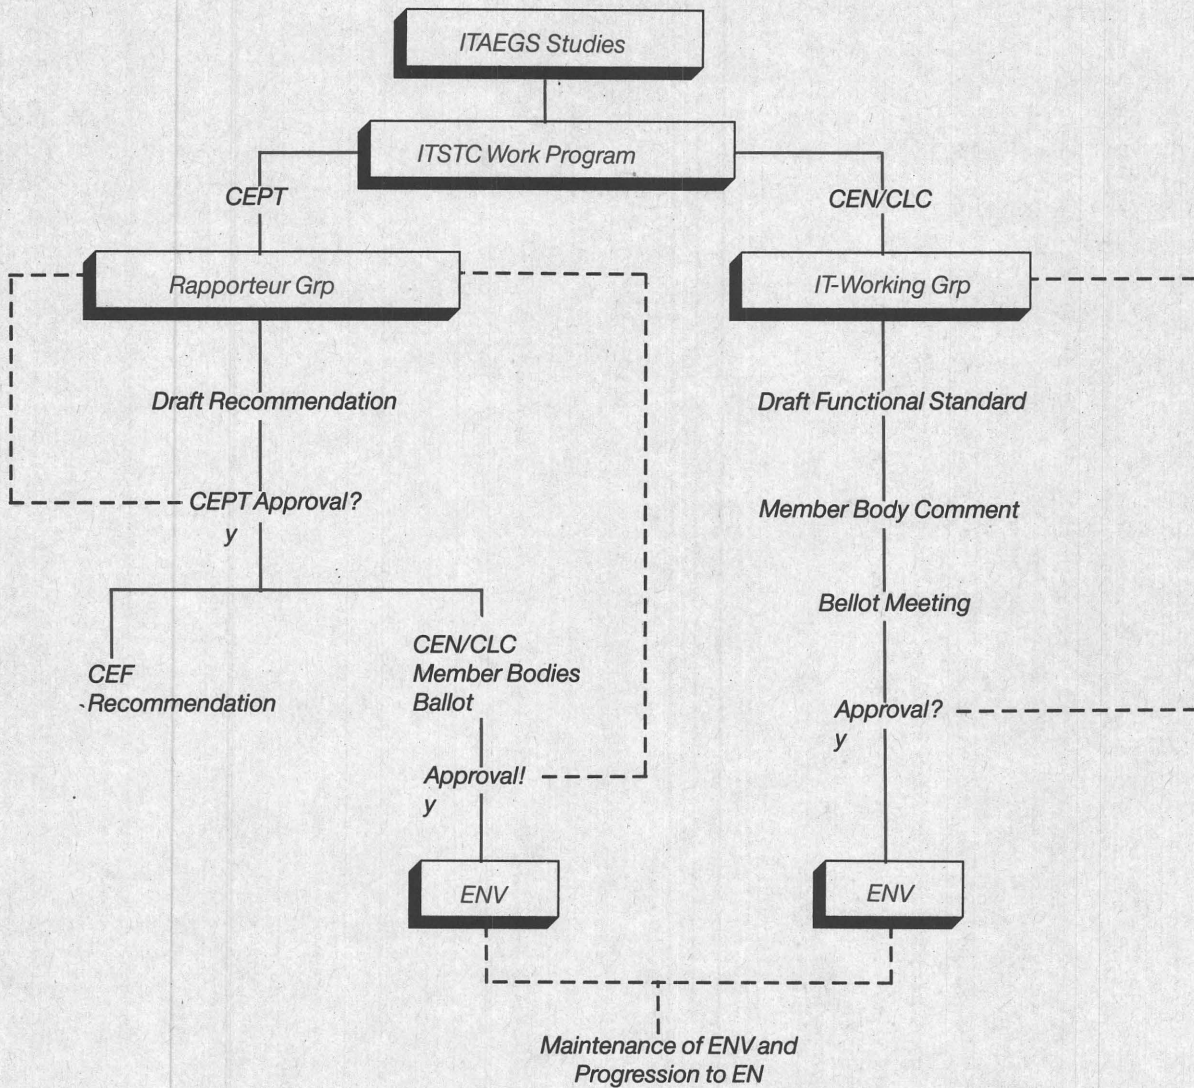 ITAEGS Studies
ITSTC Work Program
CEPT
CEN/CLC
Rapporteur Grp
IT-Working Grp
Draft Recommendation
Draft Functional Standard
CEPT Approval?
y
Member Body Comment
Bellot Meeting
CEF
Recommendation
CEN/CLC
Member Bodies
Ballot
Approval?
y
Approval!
y
ENV
ENV
Maintenance of ENV and
Progression to EN